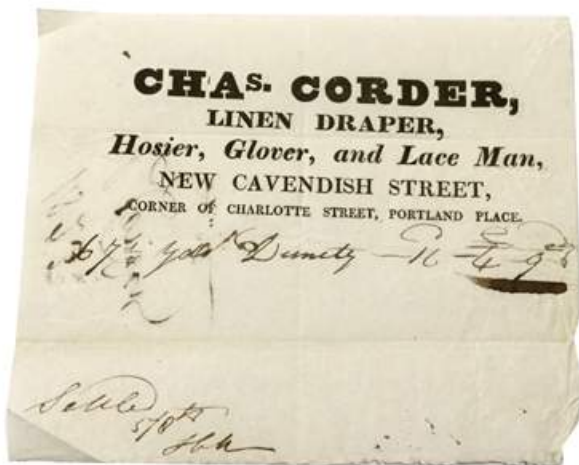 CHAS. CORDER,
LINEN DRAPER,
Hosier, Glover, and Lace Man,
NEW CAVENDISH STREET,
CORNER OF CHARLOTTE STREET, PORTLAND PLACE.
Dimity
Settled